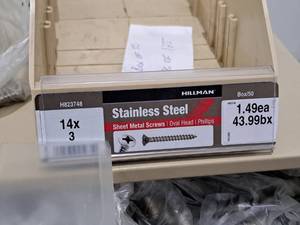 HILLMAN
H823748
Box/50
14x
3
Stainless Steel
Sheet Metal Screws | Oval Head | Phillips
1.49ea
43.99bx